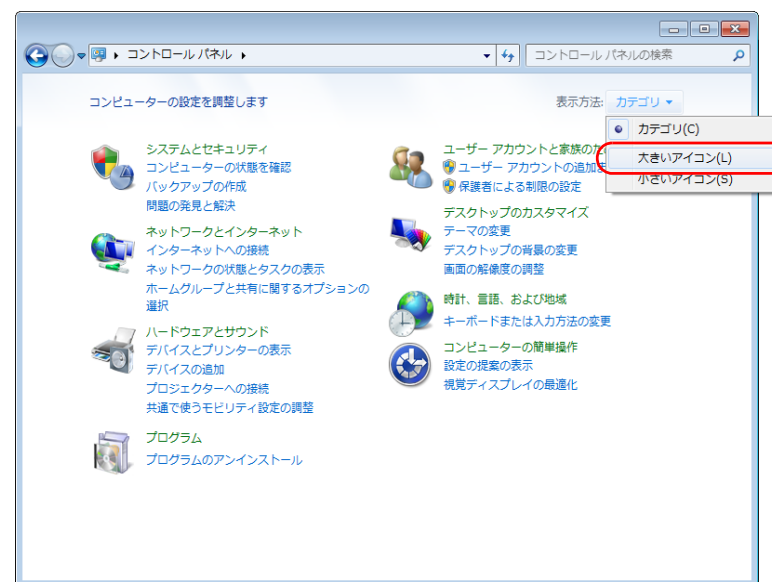 コントロール パネル
コントロール パネルの検索
コンピューターの設定を調整します
表示方法: カテゴリ
カテゴリ(C)
大きいアイコン(L)
小さいアイコン(S)
システムとセキュリティ
コンピューターの状態を確認
バックアップの作成
問題の発見と解決
ネットワークとインターネット
インターネットへの接続
ネットワークの状態とタスクの表示
ホームグループと共有に関するオプションの
選択
ハードウェアとサウンド
デバイスとプリンターの表示
デバイスの追加
プロジェクターへの接続
共通で使うモビリティ設定の調整
プログラム
プログラムのアンインストール
ユーザー アカウントと家族のた
ユーザー アカウントの追加
保護者による制限の設定
デスクトップのカスタマイズ
テーマの変更
デスクトップの背景の変更
画面の解像度の調整
時計、言語、および地域
キーボードまたは入力方法の変更
コンピューターの簡単操作
設定の提案の表示
視覚ディスプレイの最適化